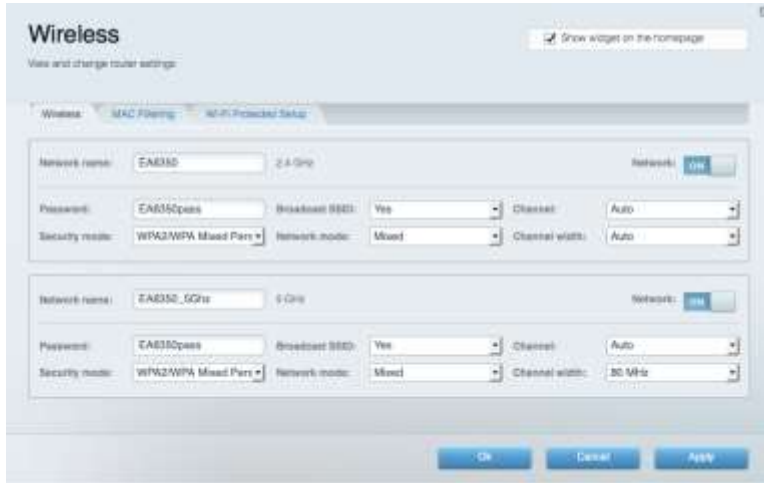 Wireless
Show widget on the homepage
View and change router settings
Wireless MAC Filtering Wi-Fi Protected Setup
Network name: EA6350 2.4 GHz Network: ON
Password: EA6350pass Broadcast SSID: Yes Channel: Auto
Security mode: WPA2/WPA Mixed Pers Network mode: Mixed Channel width: Auto
Network name: EA6350_5Ghz 5 GHz Network: ON
Password: EA6350pass Broadcast SSID: Yes Channel: Auto
Security mode: WPA2/WPA Mixed Pers Network mode: Mixed Channel width: 80 MHz
Ok Cancel Apply